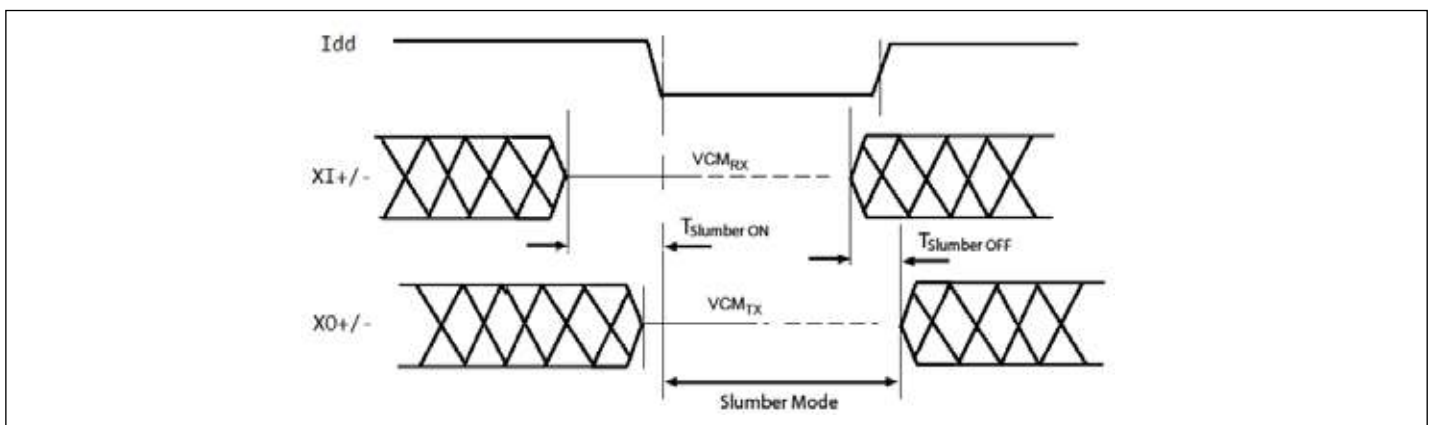 Idd
XI+/-
VCMRX
TSlumber ON
TSlumber OFF
XO+/-
VCMTX
Slumber Mode